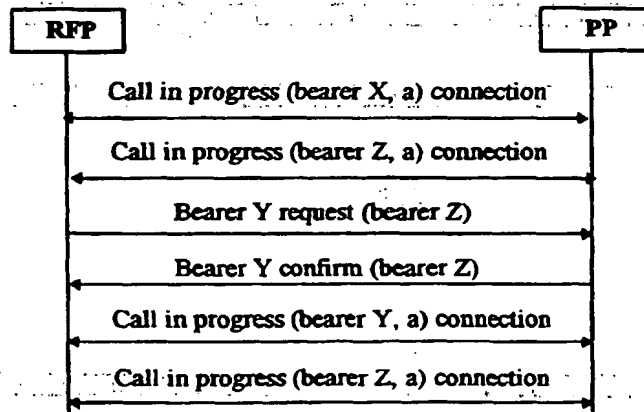 RFP PP
Call in progress (bearer X, a) connection
Call in progress (bearer Z, a) connection
Bearer Y request (bearer Z)
Bearer Y confirm (bearer Z)
Call in progress (bearer Y, a) connection
Call in progress (bearer Z, a) connection